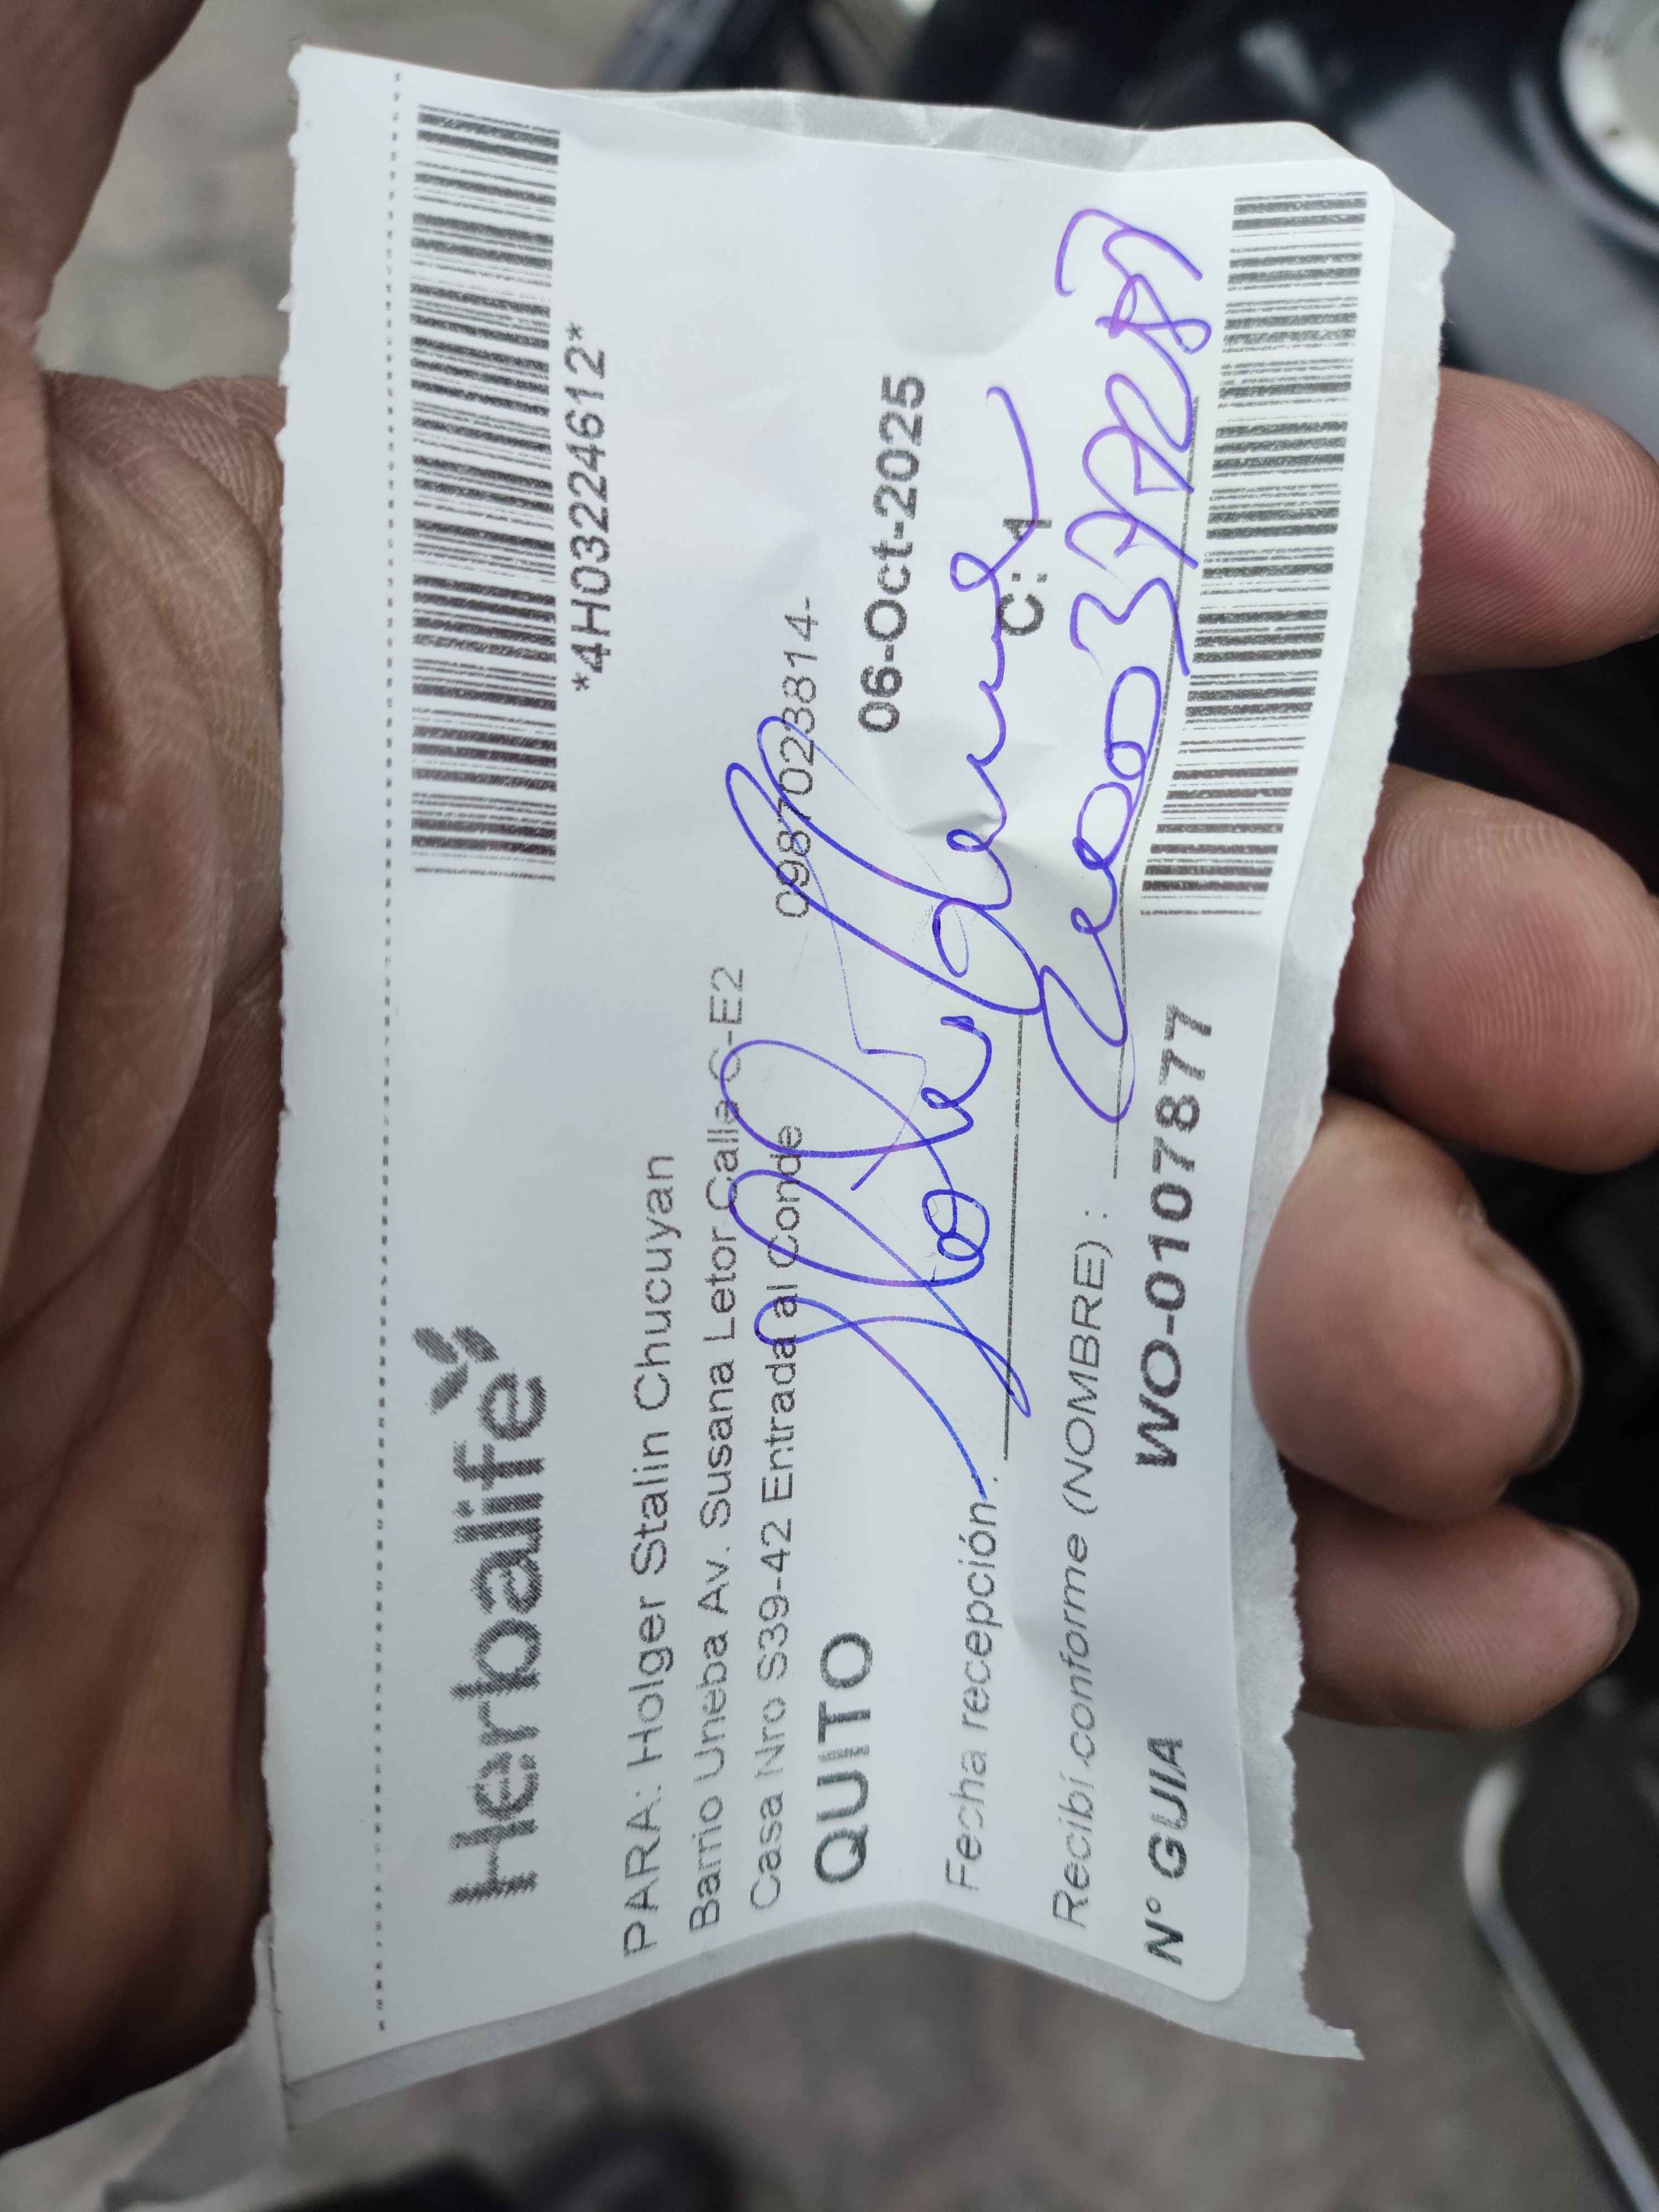 Herbalife
*4H03224612*
PARA: Holger Stalin Chucuyan
Barrio Uneba Av. Susana Letor Calle C-E2
Casa Nro S39-42 Entrada al Conde
0987023814-
QUITO
06-Oct-2025
Fecha recepción.
C: 1
Recibí conforme (NOMBRE) :
N° GUIA WO-0107877